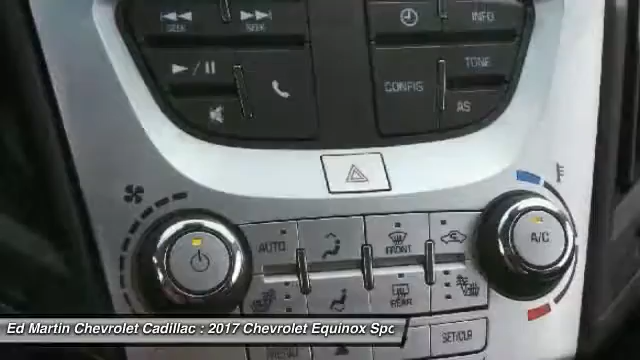 SEEK SEEK
INFO
TONE
CONFIG
AS
A/C
AUTO
FRONT
REAR
SET/CLR
MENU
Ed Martin Chevrolet Cadillac : 2017 Chevrolet Equinox Spc